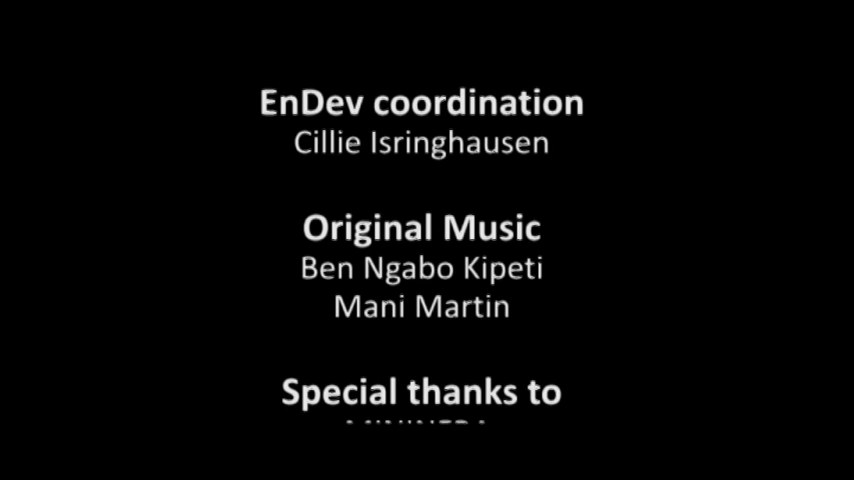 EnDev coordination
Cillie Isringhausen
Original Music
Ben Ngabo Kipeti
Mani Martin
Special thanks to